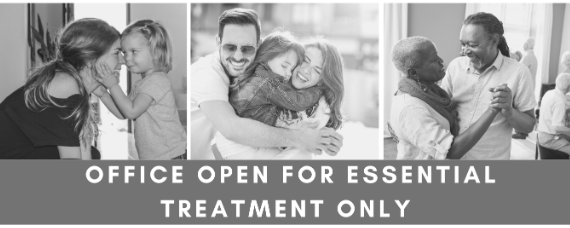 OFFICE OPEN FOR ESSENTIAL
TREATMENT ONLY